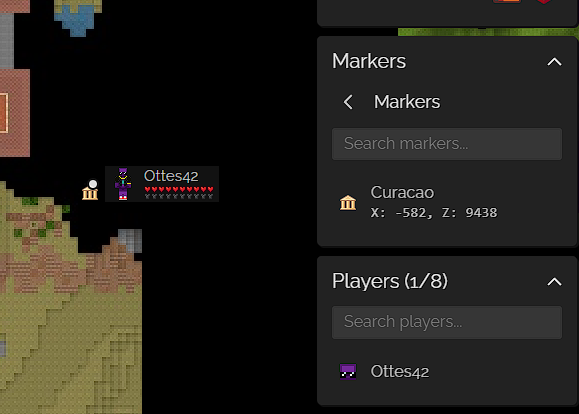 Ottes42
Markers
Markers
Search markers...
Curacao
X: -582, Z: 9438
Players (1/8)
Search players...
Ottes42